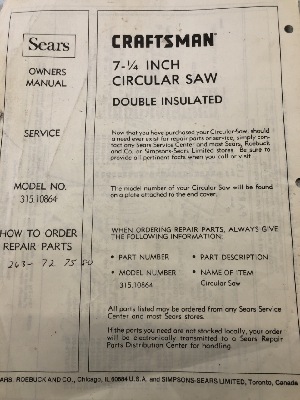 Sears
OWNERS
MANUAL
SERVICE
MODEL NO.
315.10864
HOW TO ORDER
REPAIR PARTS
263- 72 75 00
CRAFTSMAN
7-1/4 INCH
CIRCULAR SAW
DOUBLE INSULATED
Now that you have purchased your Circular Saw, should
a need ever exist for repair parts or service, simply con-
tact any Sears Service Center and most Sears, Roebuck
and Co. or Simpsons-Sears Limited stores. Be sure to
provide all pertinent facts when you call or visit.
The model number of your Circular Saw will be found
on a plate attached to the end cover.
WHEN ORDERING REPAIR PARTS, ALWAYS GIVE
THE FOLLOWING INFORMATION:
• PART NUMBER • PART DESCRIPTION
• MODEL NUMBER • NAME OF ITEM
315.10864 Circular Saw
All parts listed may be ordered from any Sears Service
Center and most Sears stores.
If the parts you need are not stocked locally, your order
will be electronically transmitted to a Sears Repair
Parts Distribution Center for handling.
ARS, ROEBUCK AND CO., Chicago, IL 60684 U.S.A. and SIMPSONS-SEARS LIMITED, Toronto, Canada